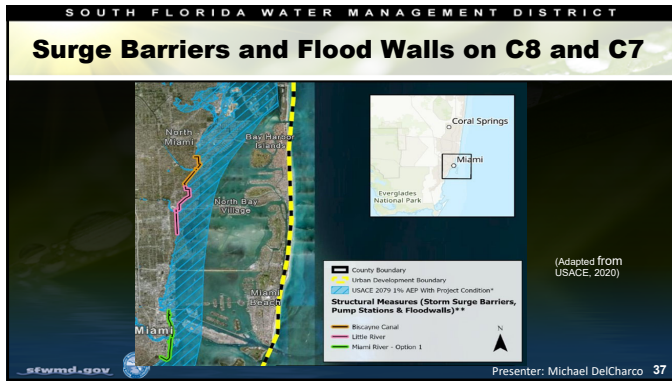 SOUTH FLORIDA WATER MANAGEMENT DISTRICT
Surge Barriers and Flood Walls on C8 and C7
North
Miami
Bay Harbor
Islands
North Bay
Village
Miami
Beach
Miami
Coral Springs
Miami
Everglades
National Park
County Boundary
Urban Development Boundary
USACE 2079 1% AEP With Project Condition*
Structural Measures (Storm Surge Barriers,
Pump Stations & Floodwalls)**
Biscayne Canal
Little River
Miami River - Option 1
N
(Adapted from
USACE, 2020)
sfwmd.gov
Presenter: Michael DelCharco 37